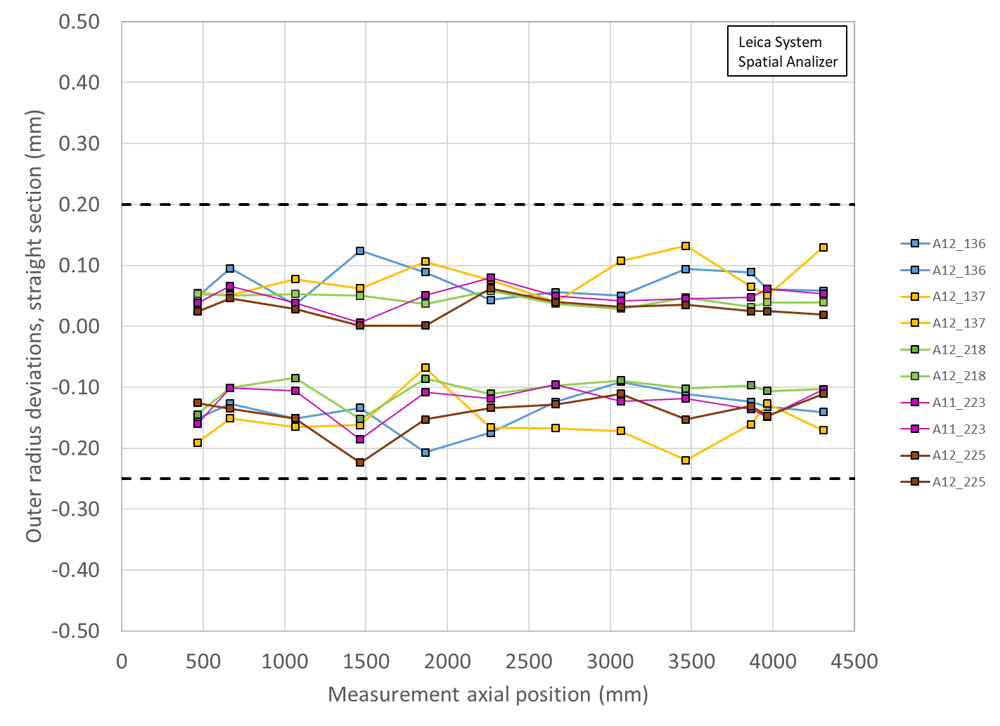 0.50
0.40
0.30
0.20
0.10
0.00
-0.10
-0.20
-0.30
-0.40
-0.50
Outer radius deviations, straight section (mm)
Leica System
Spatial Analizer
A12_136
A12_136
A12_137
A12_137
A12_218
A12_218
A11_223
A11_223
A12_225
A12_225
0 500 1000 1500 2000 2500 3000 3500 4000 4500
Measurement axial position (mm)